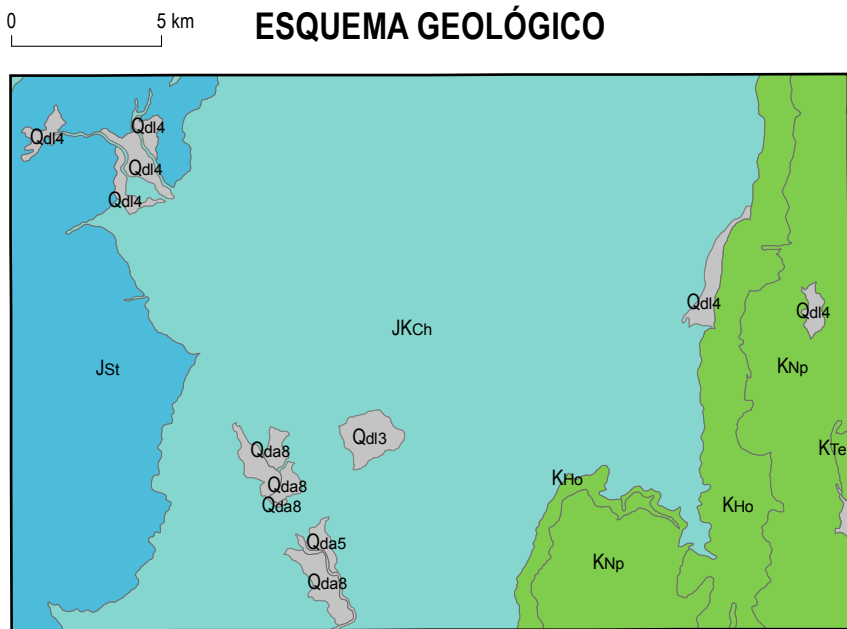 0 5 km
ESQUEMA GEOLÓGICO
Qdl4
Qdl4
Qdl4
Qdl4
Qdl4
Qdl4
JKCh
JSt
KNp
Qdl3
Qda8
KTe
Qda8
KHo
Qda8
KHo
Qda5
KNp
Qda8